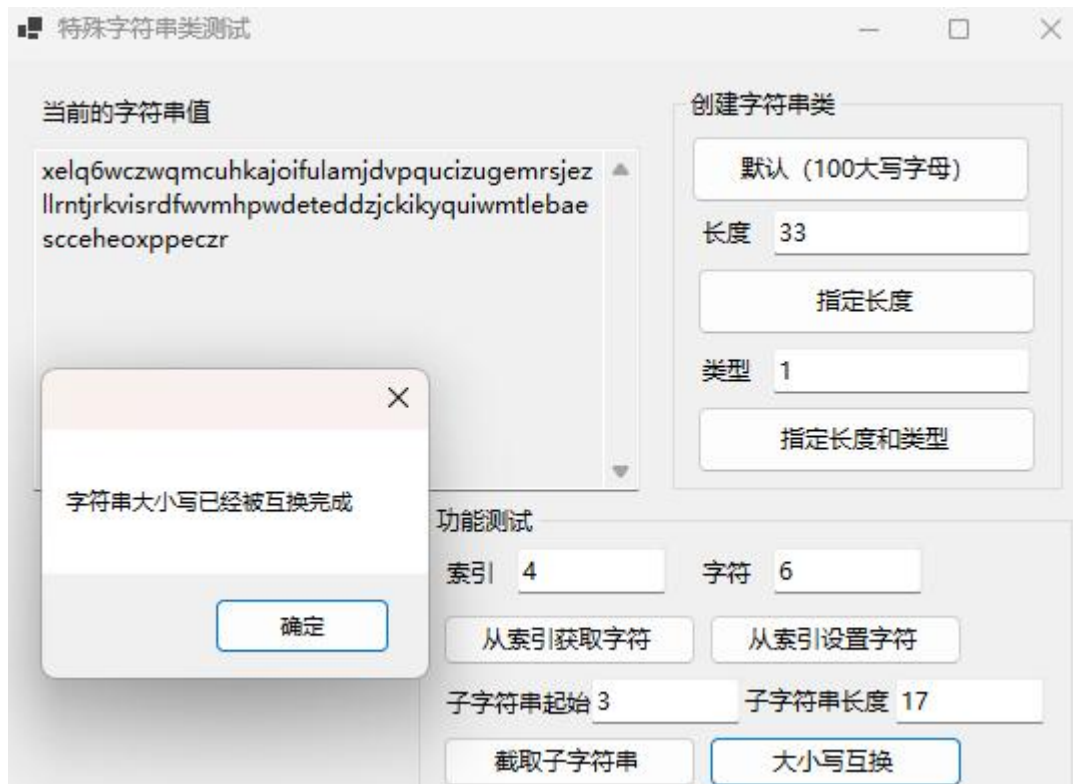 特殊字符串类测试
当前的字符串值
xelq6wczwqmcuhkajoifulamjdvpqucizugemrsjez
llrntjrkvisrdfwvmhpwdeteddzjckikyquiwmtlebae
scceheoxppeczr
创建字符串类
默认（100大写字母）
长度 33
指定长度
类型 1
指定长度和类型
字符串大小写已经被互换完成
确定
功能测试
索引 4 字符 6
从索引获取字符 从索引设置字符
子字符串起始 3 子字符串长度 17
截取子字符串 大小写互换